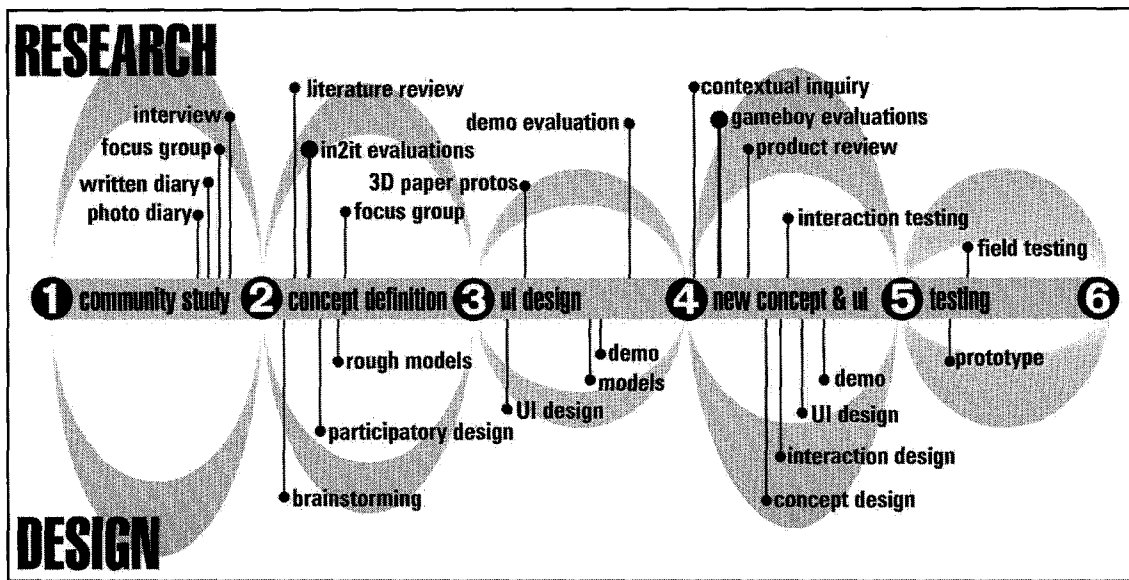 RESEARCH
literature review
contextual inquiry
interview
demo evaluation
gameboy evaluations
focus group
in2it evaluations
product review
written diary
3D paper protos
photo diary
focus group
interaction testing
field testing
1 community study 2 concept definition 3 ui design 4 new concept & ui 5 testing 6
rough models
demo
prototype
models
demo
UI design
UI design
participatory design
interaction design
brainstorming
concept design
DESIGN